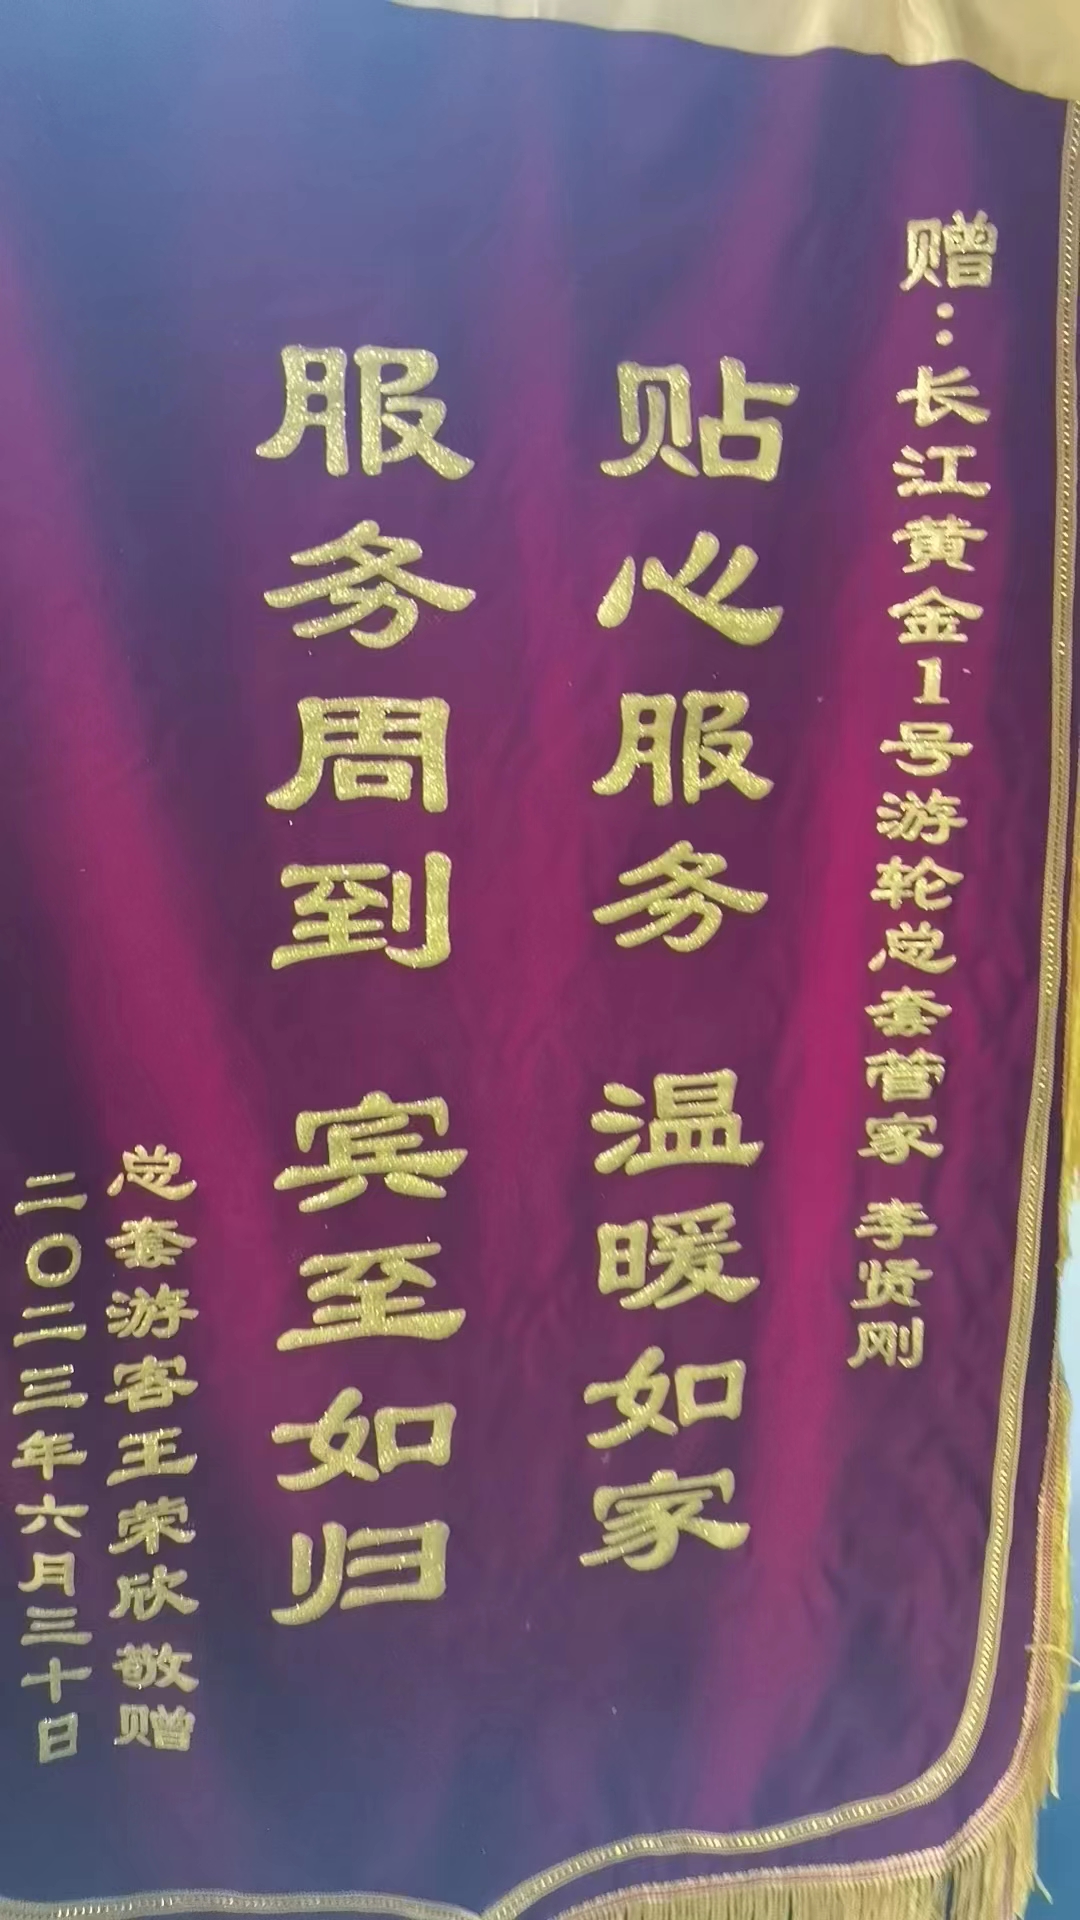 赠：长江黄金1号游轮总套管家 李贤刚
贴心服务 温暖如家
服务周到 宾至如归
总套游客王荣欣敬赠
二〇二三年六月三十日